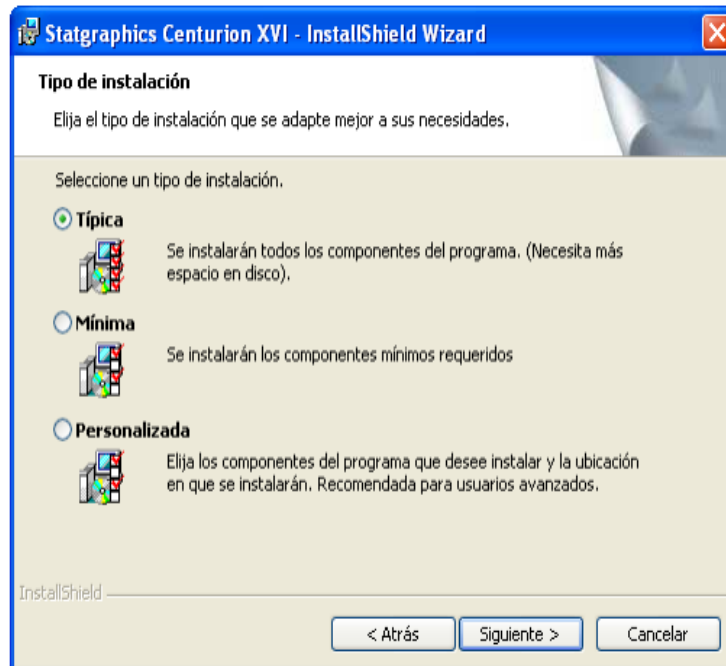 Statgraphics Centurion XVI - InstallShield Wizard
Tipo de instalación
Elija el tipo de instalación que se adapte mejor a sus necesidades.
Seleccione un tipo de instalación.
Típica
Se instalarán todos los componentes del programa. (Necesita más
espacio en disco).
Mínima
Se instalarán los componentes mínimos requeridos
Personalizada
Elija los componentes del programa que desee instalar y la ubicación
en que se instalarán. Recomendada para usuarios avanzados.
InstallShield
< Atrás Siguiente > Cancelar